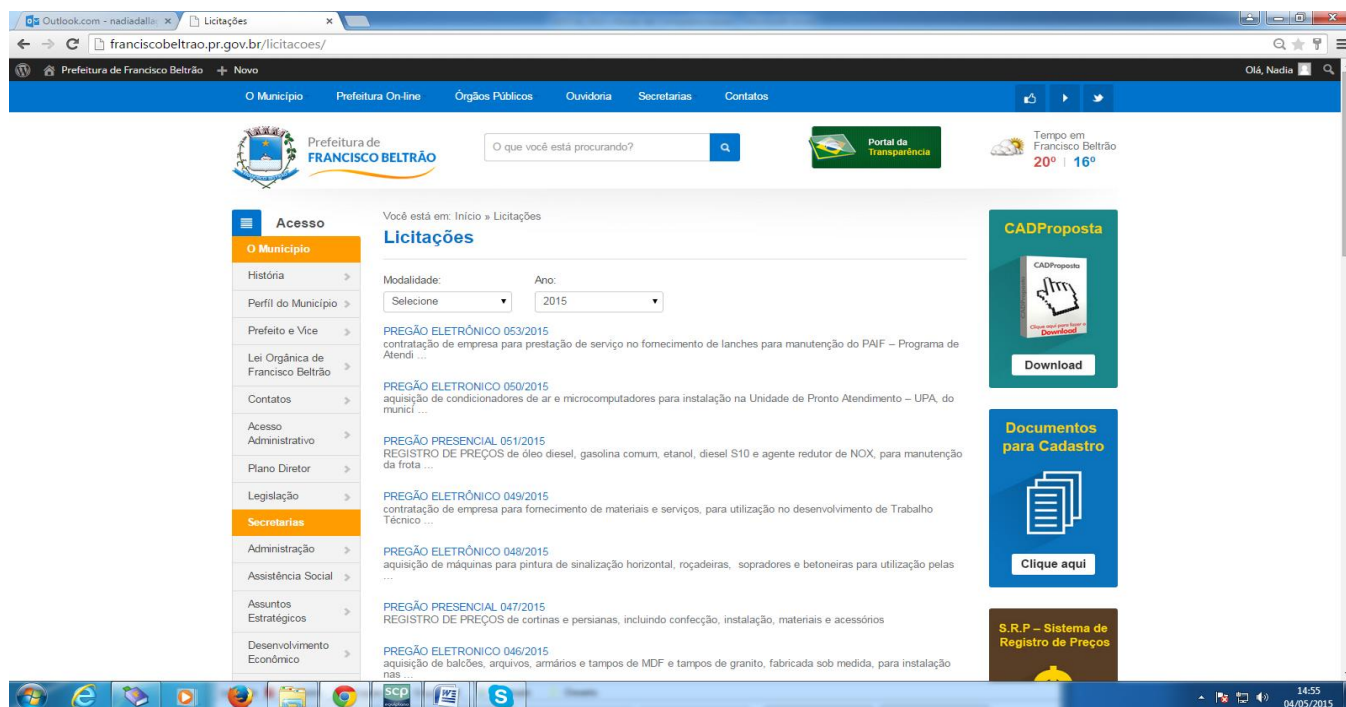 Outlook.com - nadiadalla
Licitações
franciscobeltrao.pr.gov.br/licitacoes/
Prefeitura de Francisco Beltrão + Novo
Olá, Nadia
O Município Prefeitura On-line Órgãos Públicos Ouvidoria Secretarias Contatos
Prefeitura de
FRANCISCO BELTRÃO
O que você está procurando?
Portal da
Transparência
Tempo em
Francisco Beltrão
20º | 16º
Acesso
O Município
História
Perfil do Município
Prefeito e Vice
Lei Orgânica de
Francisco Beltrão
Contatos
Acesso
Administrativo
Plano Diretor
Legislação
Secretarias
Administração
Assistência Social
Assuntos
Estratégicos
Desenvolvimento
Econômico
Você está em: Início » Licitações
Licitações
Modalidade: Ano:
Selecione 2015
PREGÃO ELETRÔNICO 053/2015
contratação de empresa para prestação de serviço no fornecimento de lanches para manutenção do PAIF – Programa de
Atendi ...
PREGÃO ELETRONICO 050/2015
aquisição de condicionadores de ar e microcomputadores para instalação na Unidade de Pronto Atendimento – UPA, do
municí ...
PREGÃO PRESENCIAL 051/2015
REGISTRO DE PREÇOS de óleo diesel, gasolina comum, etanol, diesel S10 e agente redutor de NOX, para manutenção
da frota ...
PREGÃO ELETRÔNICO 049/2015
contratação de empresa para fornecimento de materiais e serviços, para utilização no desenvolvimento de Trabalho
Técnico ...
PREGÃO ELETRÔNICO 048/2015
aquisição de máquinas para pintura de sinalização horizontal, roçadeiras, sopradores e betoneiras para utilização pelas
...
PREGÃO PRESENCIAL 047/2015
REGISTRO DE PREÇOS de cortinas e persianas, incluindo confecção, instalação, materiais e acessórios
PREGÃO ELETRONICO 046/2015
aquisição de balcões, arquivos, armários e tampos de MDF e tampos de granito, fabricada sob medida, para instalação
nas ...
CADProposta
CADProposta
Clique aqui para fazer o
Download
Download
Documentos
para Cadastro
Clique aqui
S.R.P – Sistema de
Registro de Preços
scp
14:55
04/05/2015